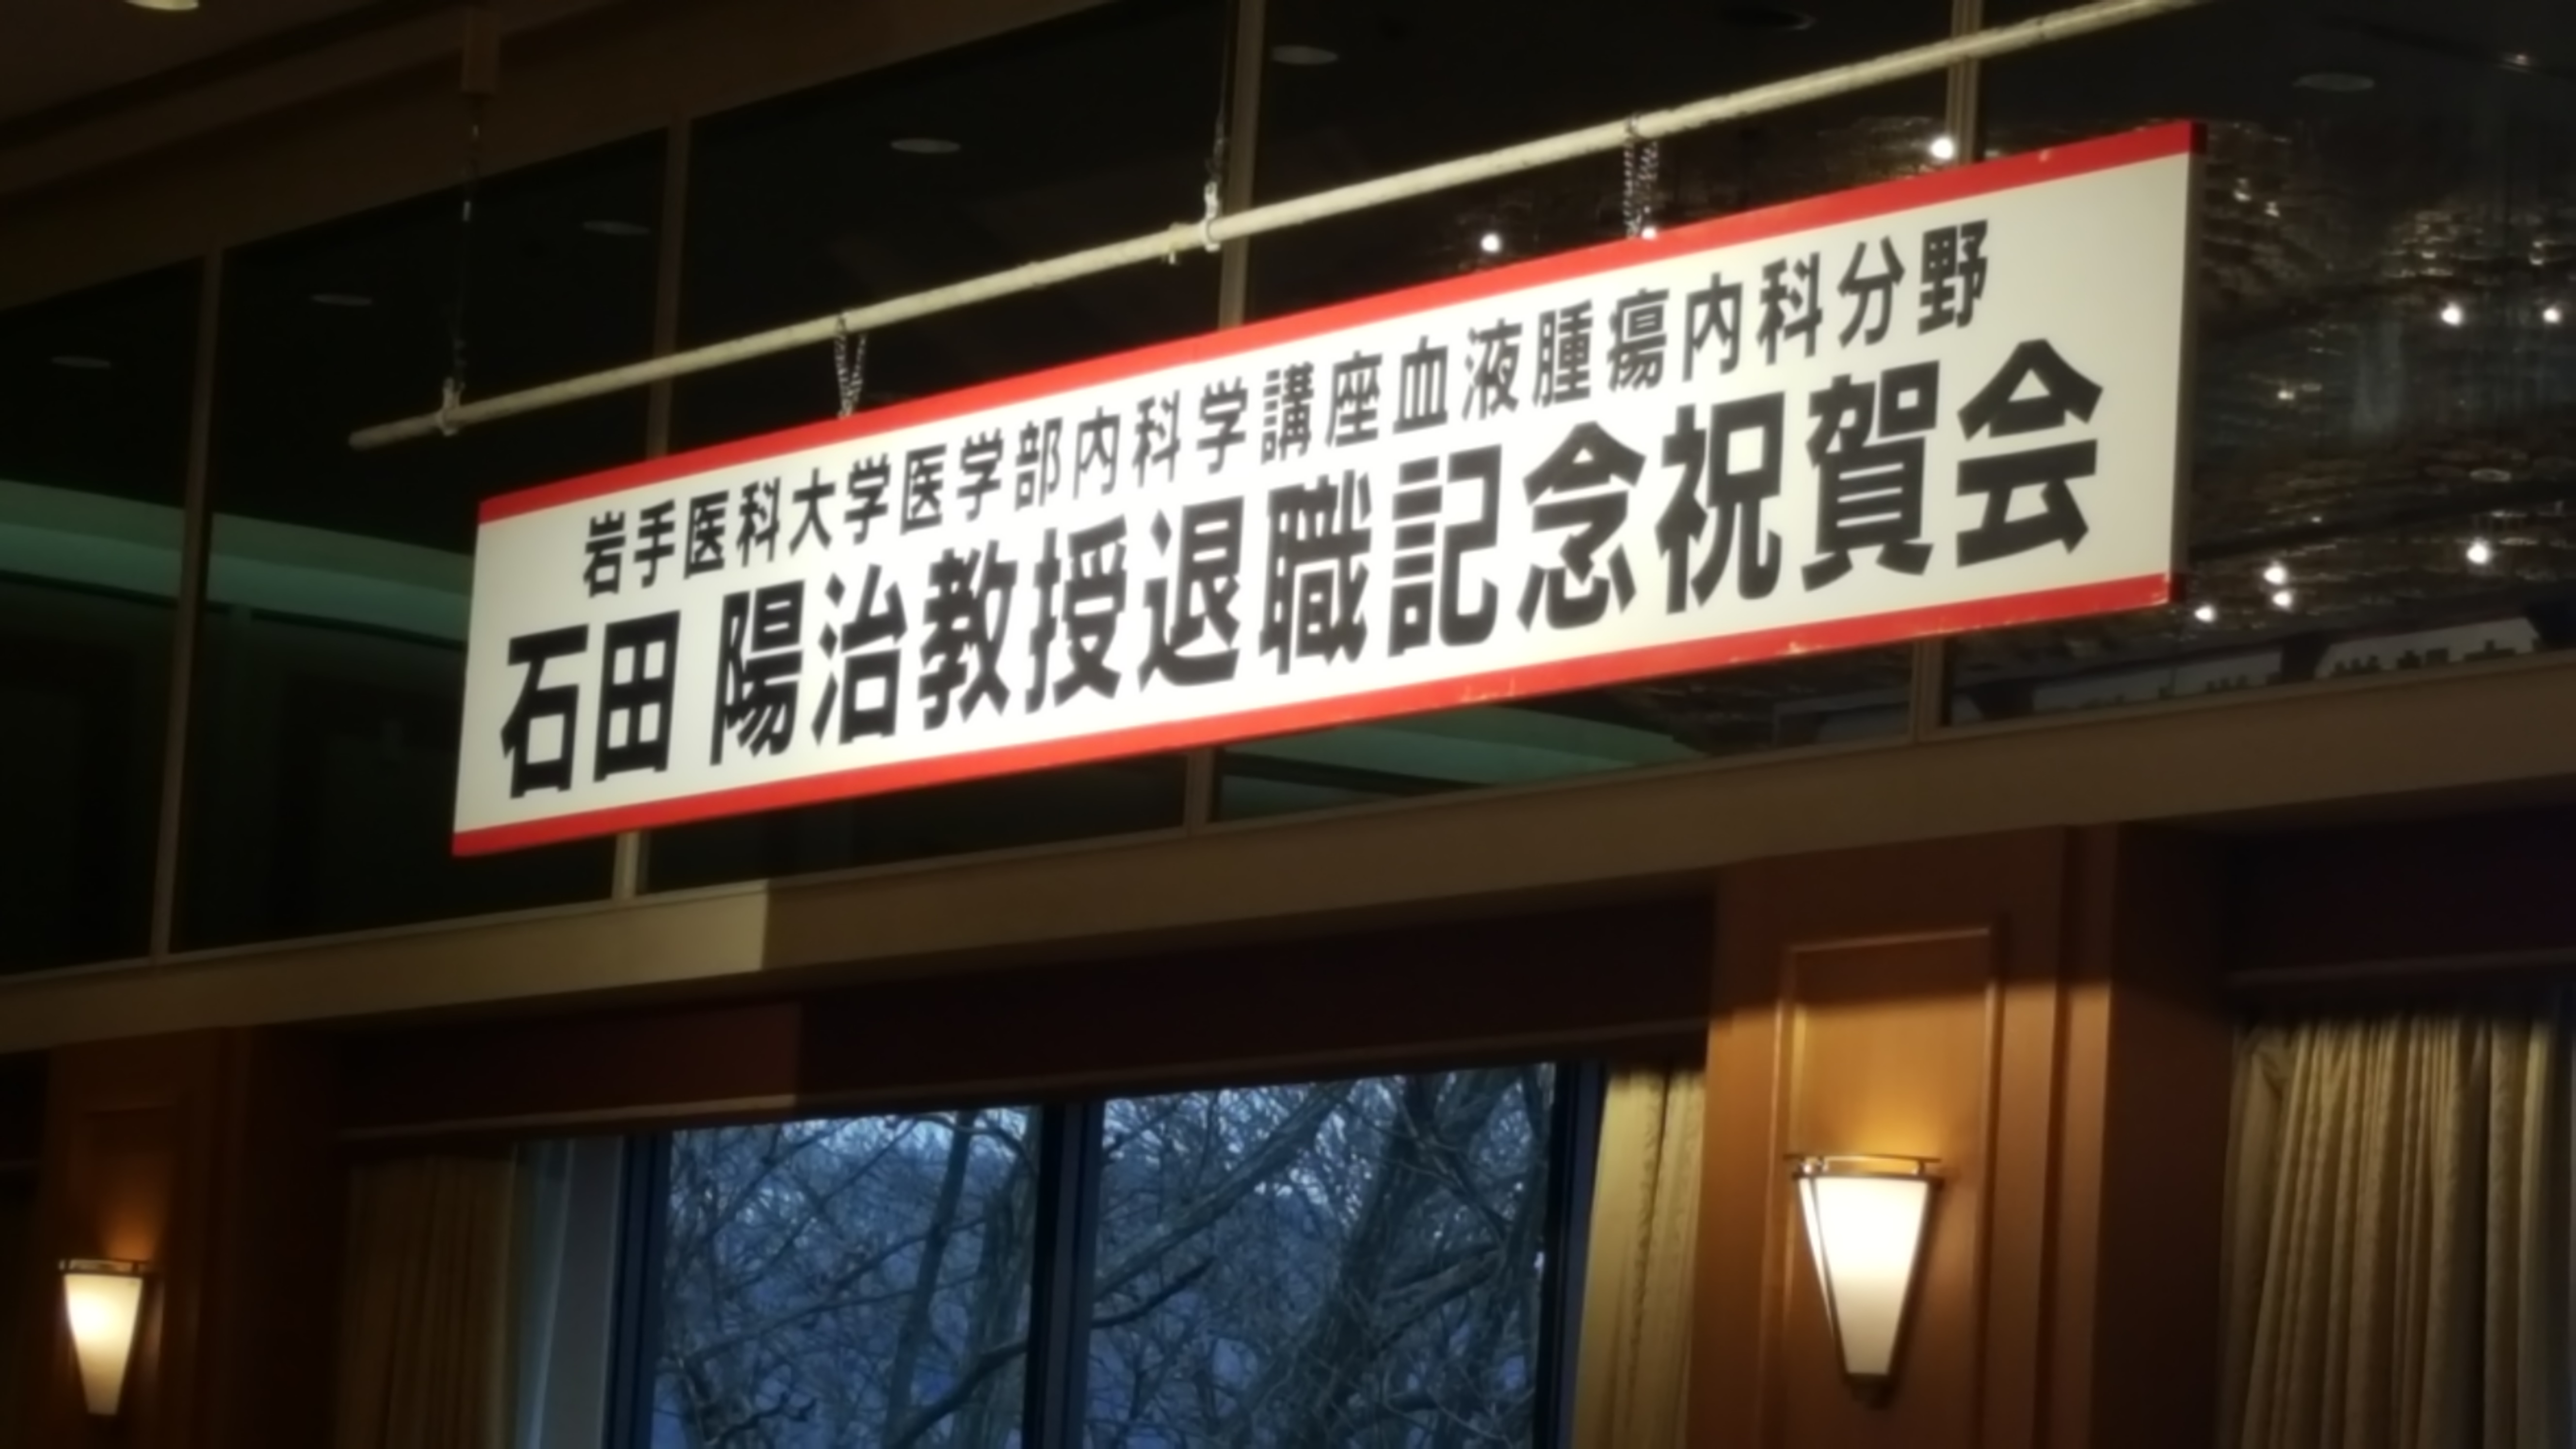 岩手医科大学医学部内科学講座血液腫瘍内科分野
石田 陽治教授退職記念祝賀会